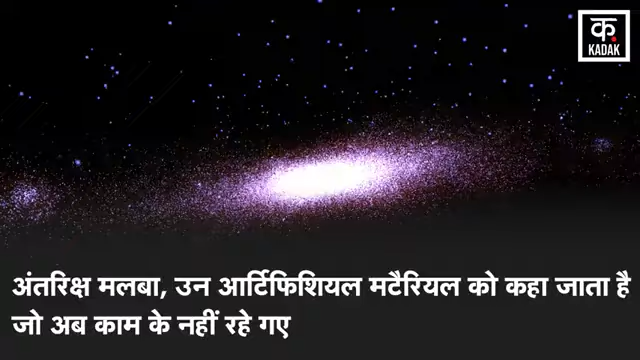 क
KADAK
अंतरिक्ष मलबा, उन आर्टिफिशियल मटैरियल को कहा जाता है
जो अब काम के नहीं रहे गए